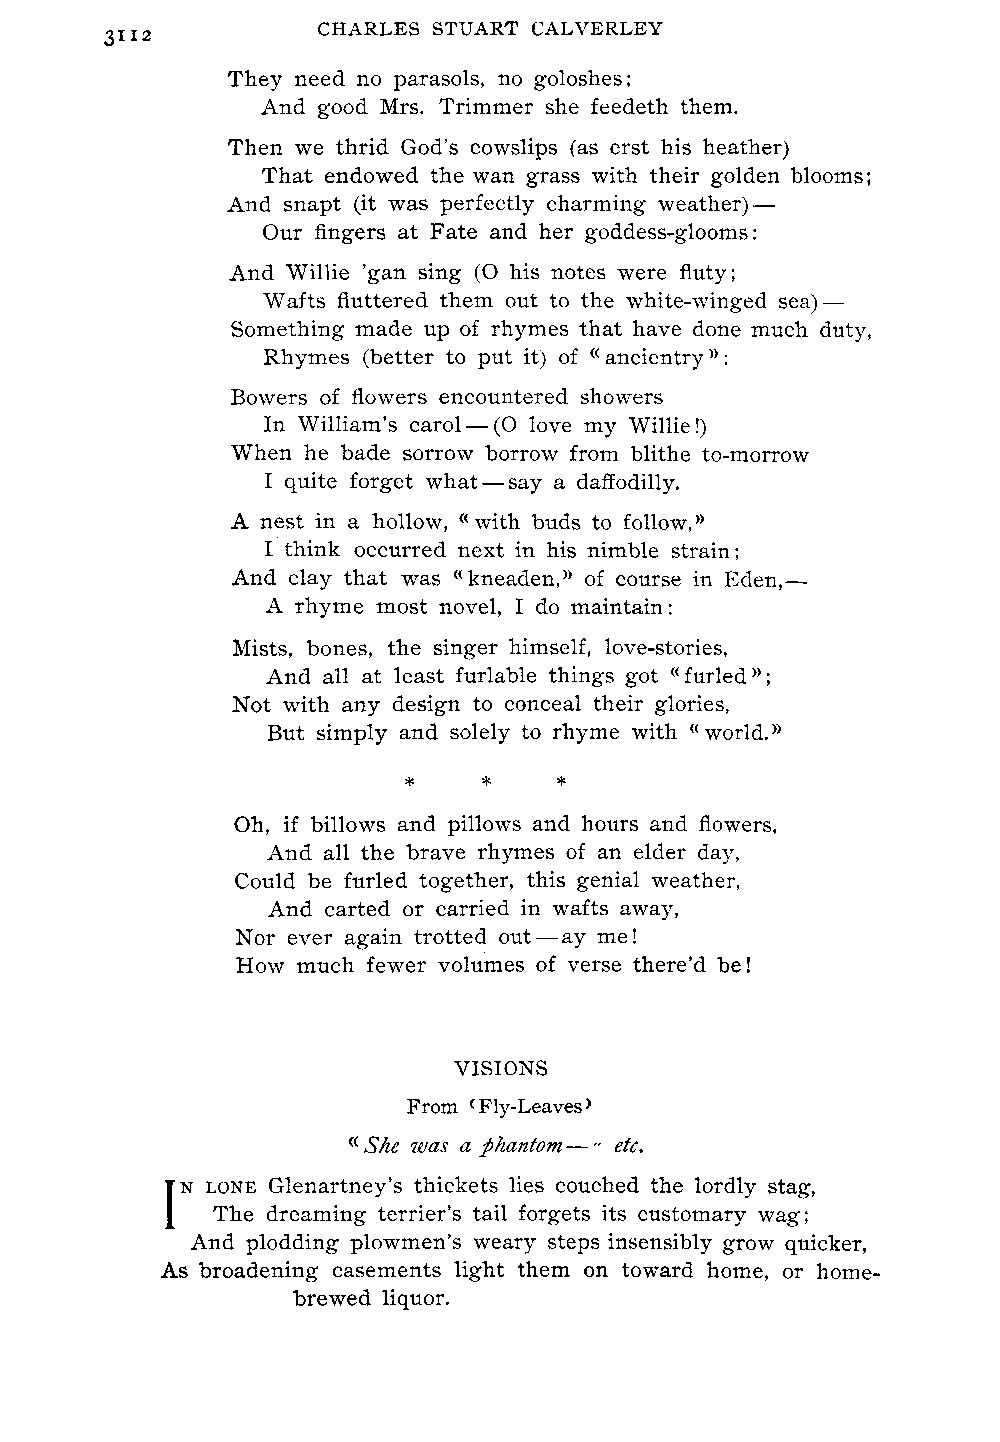 3112
CHARLES STUART CALVERLEY
They need no parasols, no goloshes;
And good Mrs. Trimmer she feedeth them.
Then we thrid God's cowslips (as erst his heather)
That endowed the wan grass with their golden blooms;
And snapt (it was perfectly charming weather)—
Our fingers at Fate and her goddess-glooms:
And Willie 'gan sing (O his notes were fluty;
Wafts fluttered them out to the white-winged sea)—
Something made up of rhymes that have done much duty,
Rhymes (better to put it) of «ancientry»:
Bowers of flowers encountered showers
In William's carol—(O love my Willie!)
When he bade sorrow borrow from blithe to-morrow
I quite forget what—say a daffodilly.
A nest in a hollow, «with buds to follow,»
I think occurred next in his nimble strain;
And clay that was «kneaden,» of course in Eden,—
A rhyme most novel, I do maintain:
Mists, bones, the singer himself, love-stories,
And all at least furlable things got «furled»;
Not with any design to conceal their glories,
But simply and solely to rhyme with «world.»
* * *
Oh, if billows and pillows and hours and flowers,
And all the brave rhymes of an elder day,
Could be furled together, this genial weather,
And carted or carried in wafts away,
Nor ever again trotted out—ay me!
How much fewer volumes of verse there'd be!
VISIONS
From ‹Fly-Leaves›
«She was a phantom—» etc.
IN LONE Glenartney's thickets lies couched the lordly stag,
The dreaming terrier's tail forgets its customary wag;
And plodding plowmen's weary steps insensibly grow quicker,
As broadening casements light them on toward home, or home-
brewed liquor.